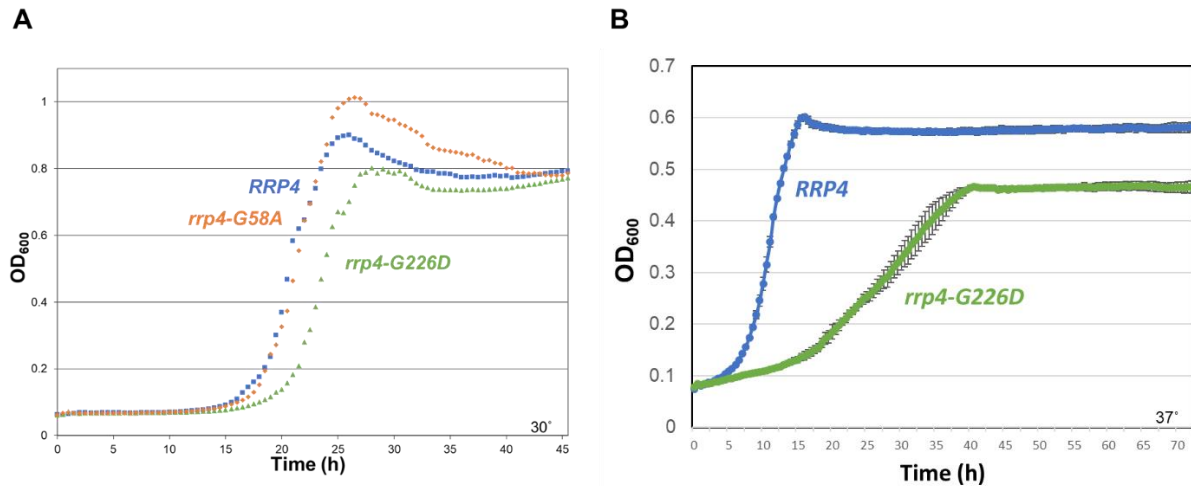 A
OD600
1
0.8
0.6
0.4
0.2
0
RRP4
rrp4-G58A
rrp4-G226D
30˚
0 5 10 15 20 25 30 35 40 45
Time (h)
B
OD600
0.7
0.6
0.5
0.4
0.3
0.2
0.1
0
RRP4
rrp4-G226D
37˚
0 5 10 15 20 25 30 35 40 45 50 55 60 65 70
Time (h)